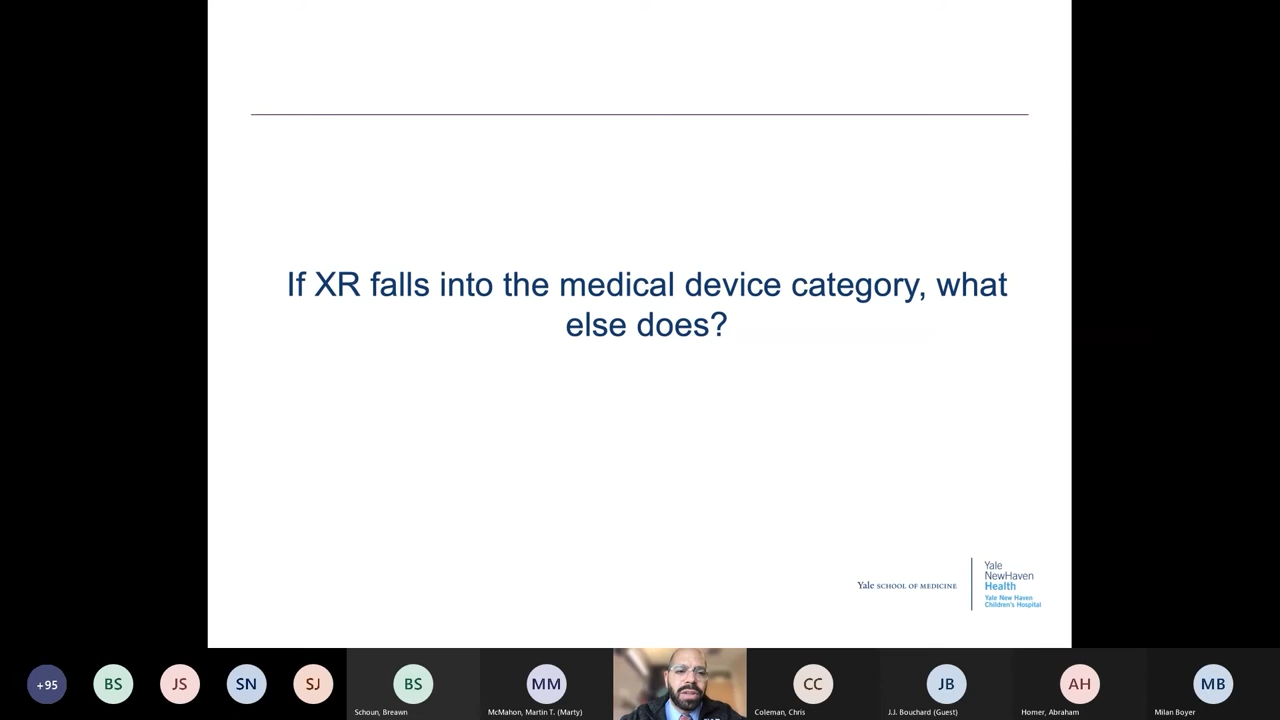 If XR falls into the medical device category, what
else does?
Yale SCHOOL OF MEDICINE
Yale
NewHaven
Health
Yale New Haven
Children's Hospital
+95
BS
JS
SN
SJ
BS
Schoun, Breawn
MM
McMahon, Martin T. (Marty)
CC
Coleman, Chris
JB
J.J. Bouchard (Guest)
AH
Homer, Abraham
MB
Milan Boyer